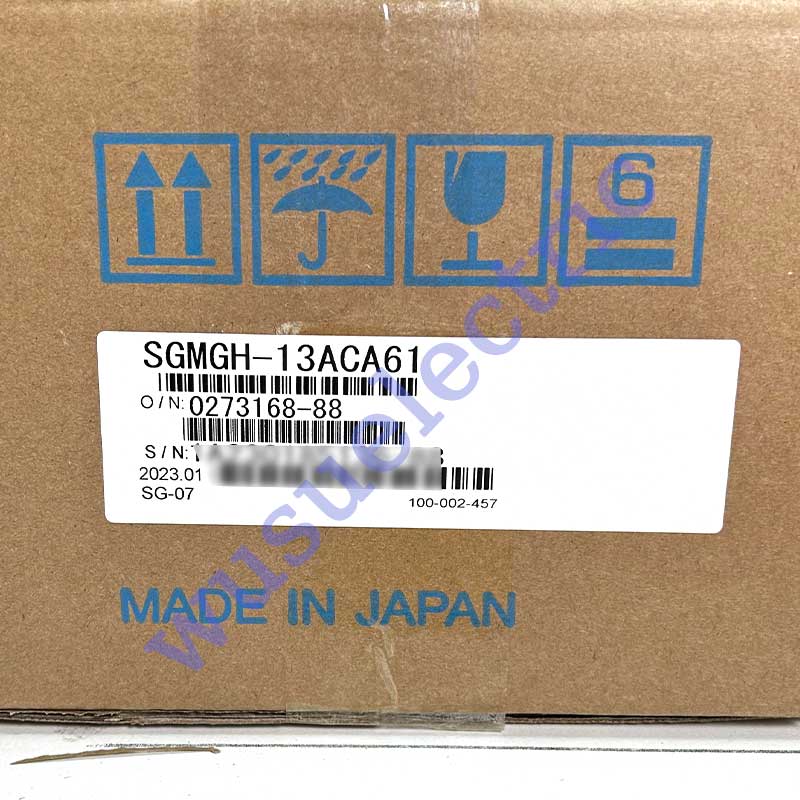 6
SGMGH-13ACA61
O/N: 0273168-88
S/N:
2023.01
SG-07
100-002-457
MADE IN JAPAN
wusuelectric